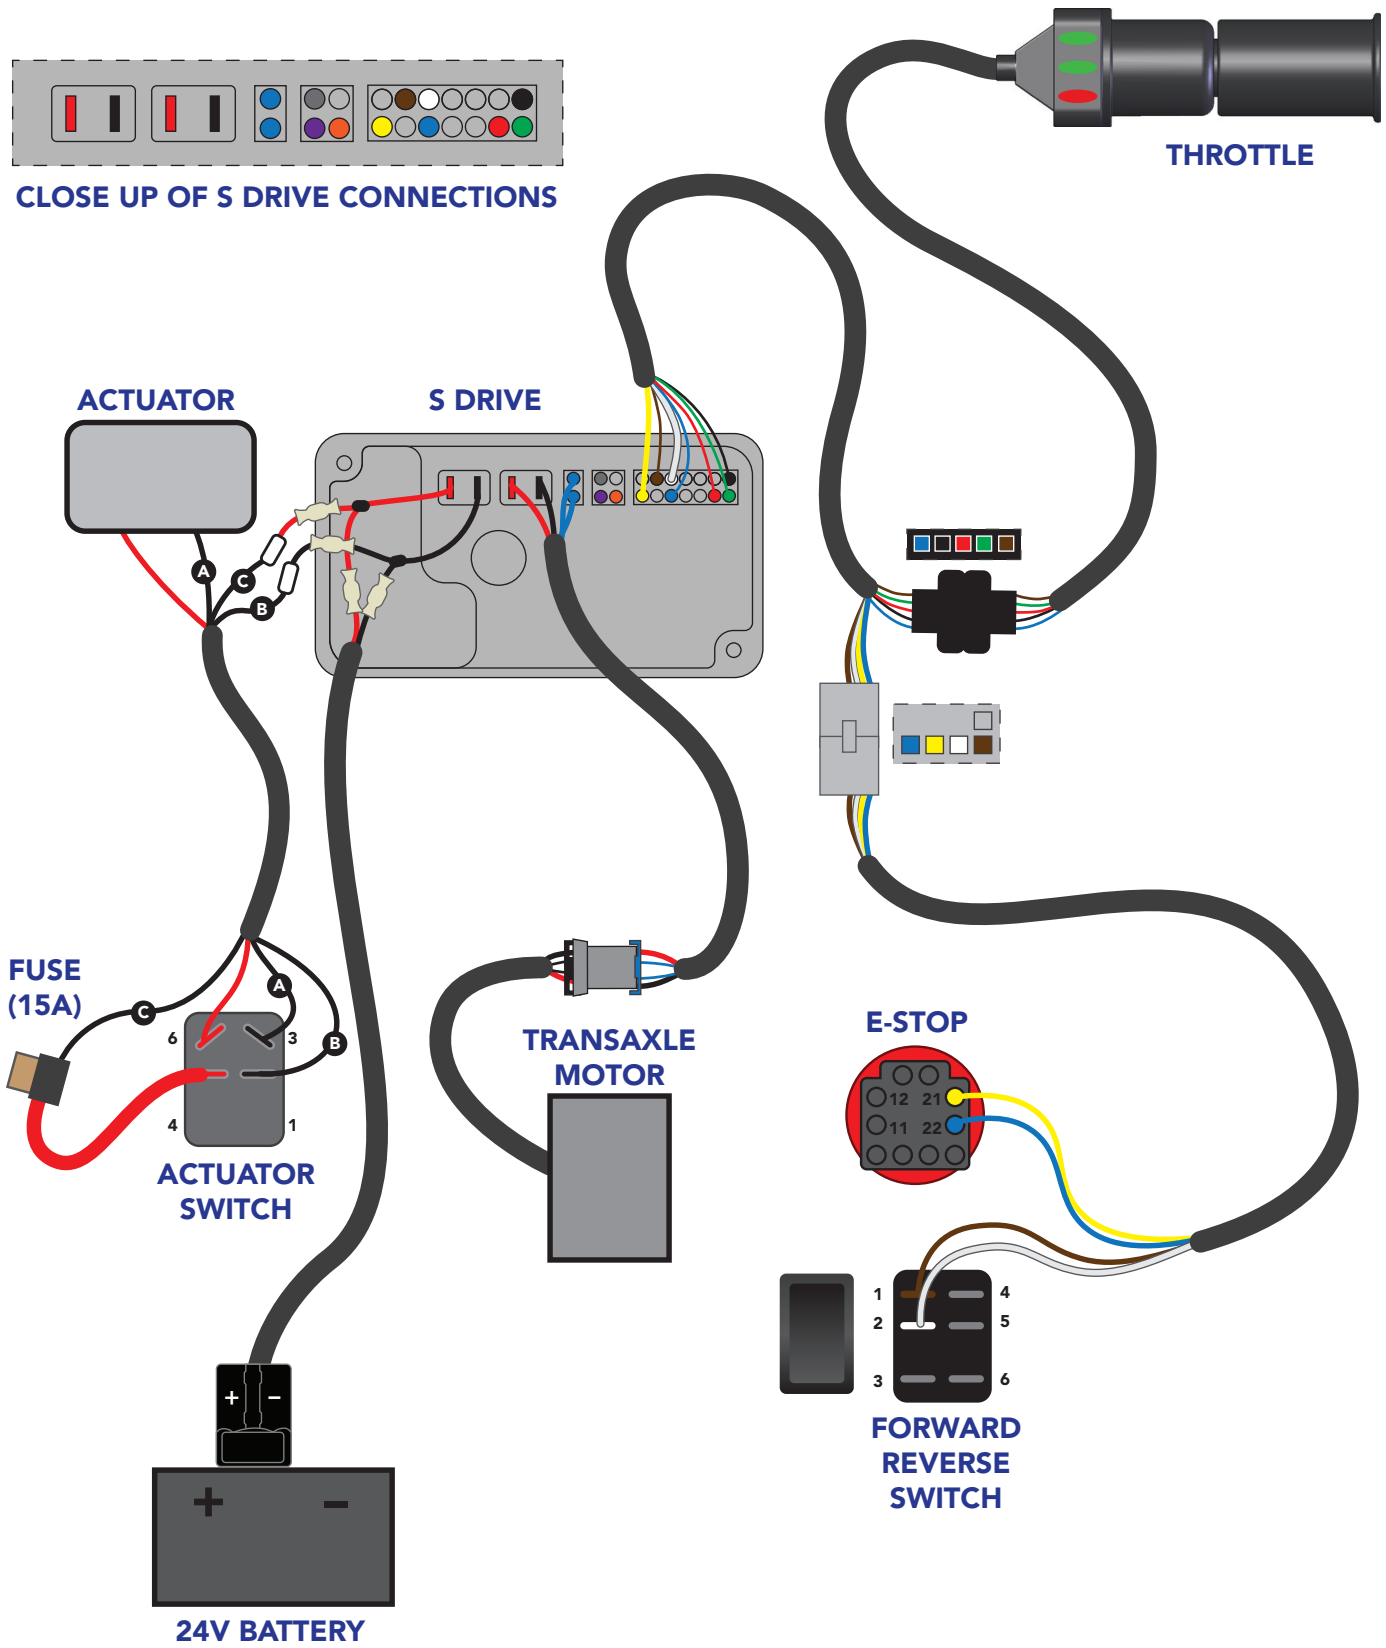 THROTTLE
CLOSE UP OF S DRIVE CONNECTIONS
ACTUATOR
S DRIVE
A
C
B
FUSE
(15A)
C
A
B
6
3
4
1
ACTUATOR
SWITCH
TRANSAXLE
MOTOR
E-STOP
12 21
11 22
1
4
2
5
3
6
FORWARD
REVERSE
SWITCH
+ −
+ −
24V BATTERY